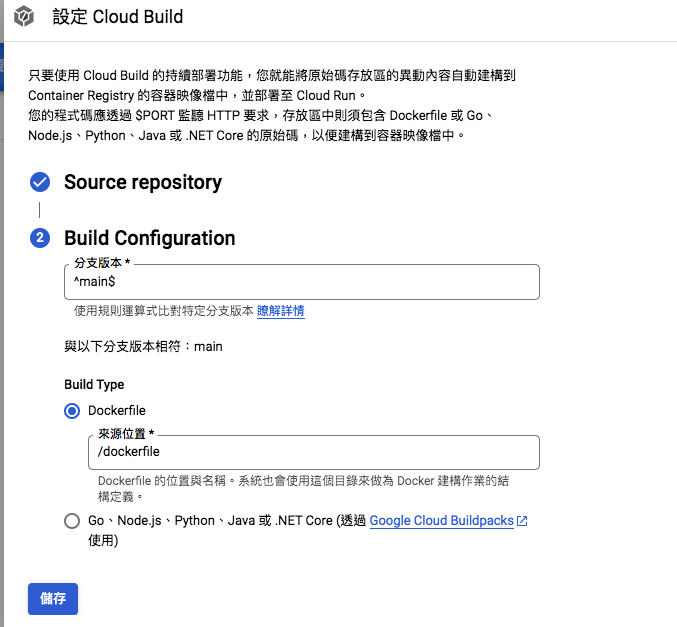 設定 Cloud Build
只要使用 Cloud Build 的持續部署功能，您就能將原始碼存放區的異動內容自動建構到
Container Registry 的容器映像檔中，並部署至 Cloud Run。
您的程式碼應透過 $PORT 監聽 HTTP 要求，存放區中則須包含 Dockerfile 或 Go、
Node.js、Python、Java 或 .NET Core 的原始碼，以便建構到容器映像檔中。
Source repository
2 Build Configuration
分支版本 *
^main$
使用規則運算式比對特定分支版本 瞭解詳情
與以下分支版本相符：main
Build Type
Dockerfile
來源位置 *
/dockerfile
Dockerfile 的位置與名稱。系統也會使用這個目錄來做為 Docker 建構作業的結
構定義。
Go、Node.js、Python、Java 或 .NET Core (透過 Google Cloud Buildpacks
使用)
儲存